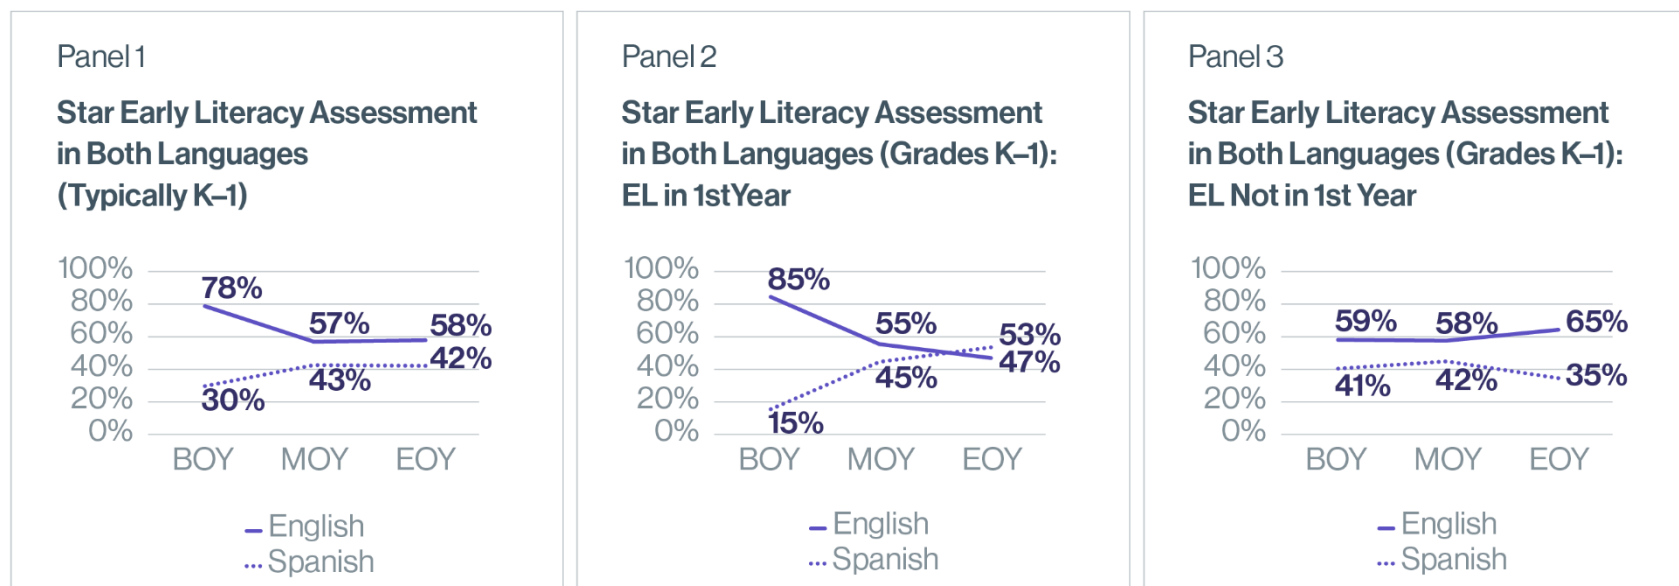 Panel 1
Star Early Literacy Assessment
in Both Languages
(Typically K–1)
100%
80%
60%
40%
20%
0%
78%
57%
58%
42%
43%
30%
BOY MOY EOY
English
Spanish
Panel 2
Star Early Literacy Assessment
in Both Languages (Grades K–1):
EL in 1stYear
100%
80%
60%
40%
20%
0%
85%
55%
53%
47%
45%
15%
BOY MOY EOY
English
Spanish
Panel 3
Star Early Literacy Assessment
in Both Languages (Grades K–1):
EL Not in 1st Year
100%
80%
60%
40%
20%
0%
59%
58%
65%
41%
42%
35%
BOY MOY EOY
English
Spanish